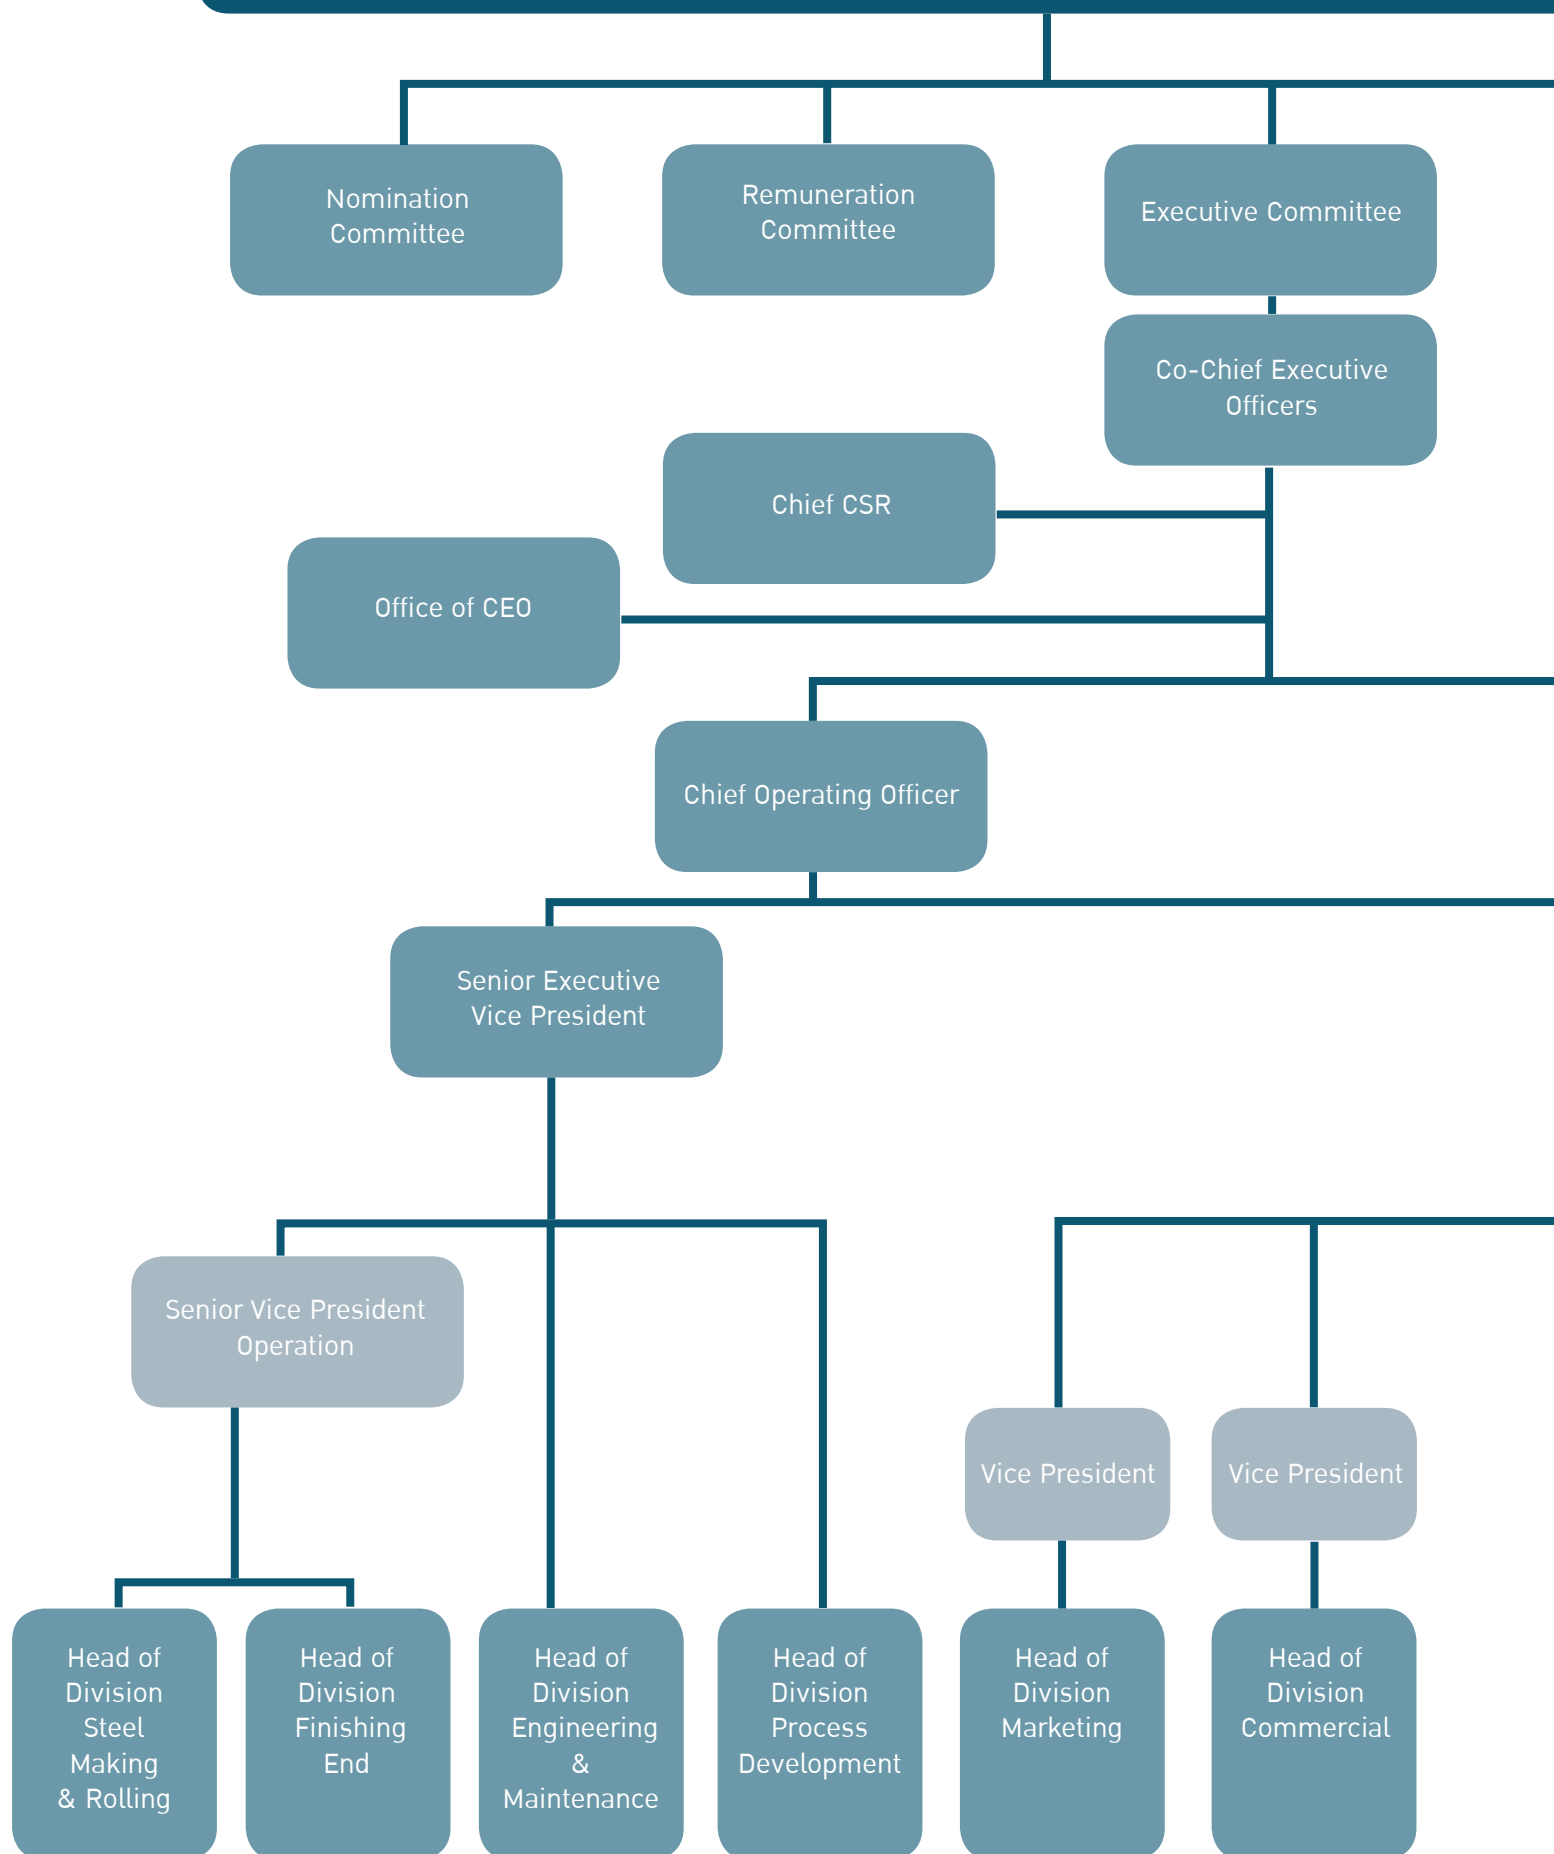 Nomination
Committee
Remuneration
Committee
Executive Committee
Co-Chief Executive
Officers
Chief CSR
Office of CEO
Chief Operating Officer
Senior Executive
Vice President
Senior Vice President
Operation
Vice President
Vice President
Head of
Division
Steel
Making
& Rolling
Head of
Division
Finishing
End
Head of
Division
Engineering
&
Maintenance
Head of
Division
Process
Development
Head of
Division
Marketing
Head of
Division
Commercial